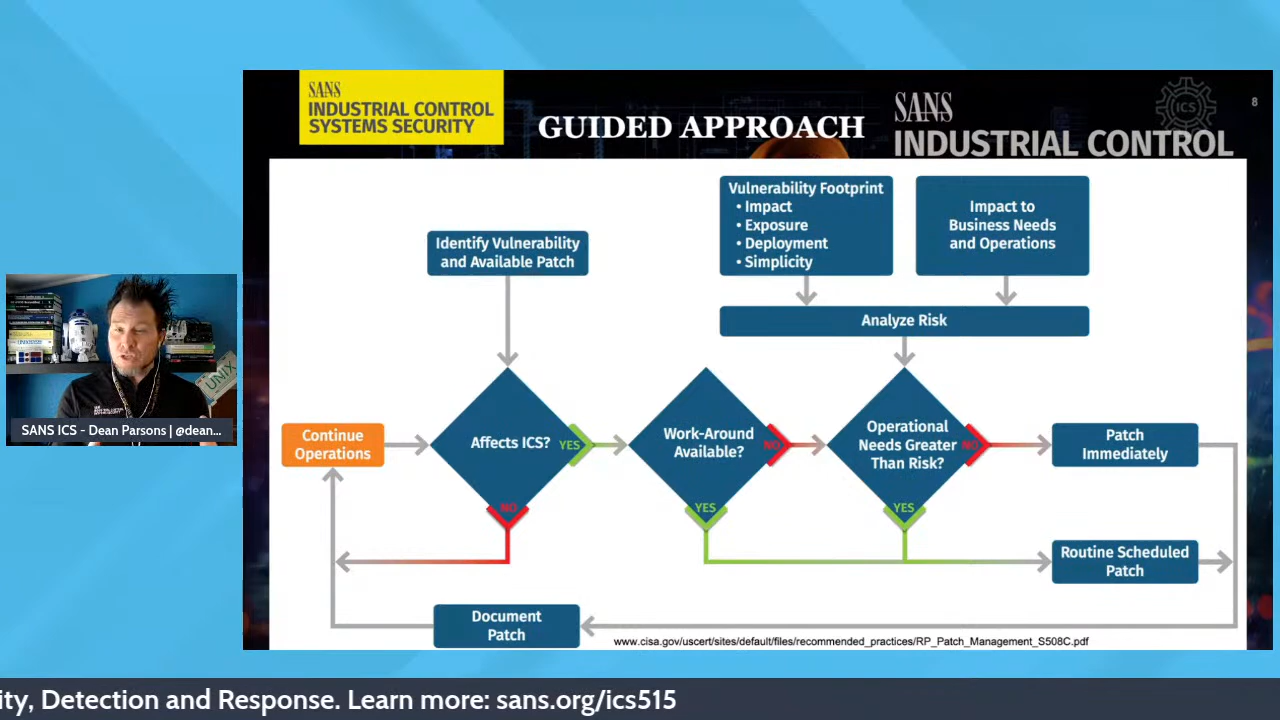 SANS
INDUSTRIAL CONTROL
SYSTEMS SECURITY
GUIDED APPROACH
SANS
INDUSTRIAL CONTROL
ICS
8
Vulnerability Footprint
• Impact
• Exposure
• Deployment
• Simplicity
Impact to
Business Needs
and Operations
Identify Vulnerability
and Available Patch
Analyze Risk
Continue
Operations
Affects ICS?
YES
NO
Work-Around
Available?
NO
YES
Operational
Needs Greater
Than Risk?
NO
YES
Patch
Immediately
Routine Scheduled
Patch
Document
Patch
www.cisa.gov/uscert/sites/default/files/recommended_practices/RP_Patch_Management_S508C.pdf
UNIX
SANS ICS - Dean Parsons | @dean...
ity, Detection and Response. Learn more: sans.org/ics515